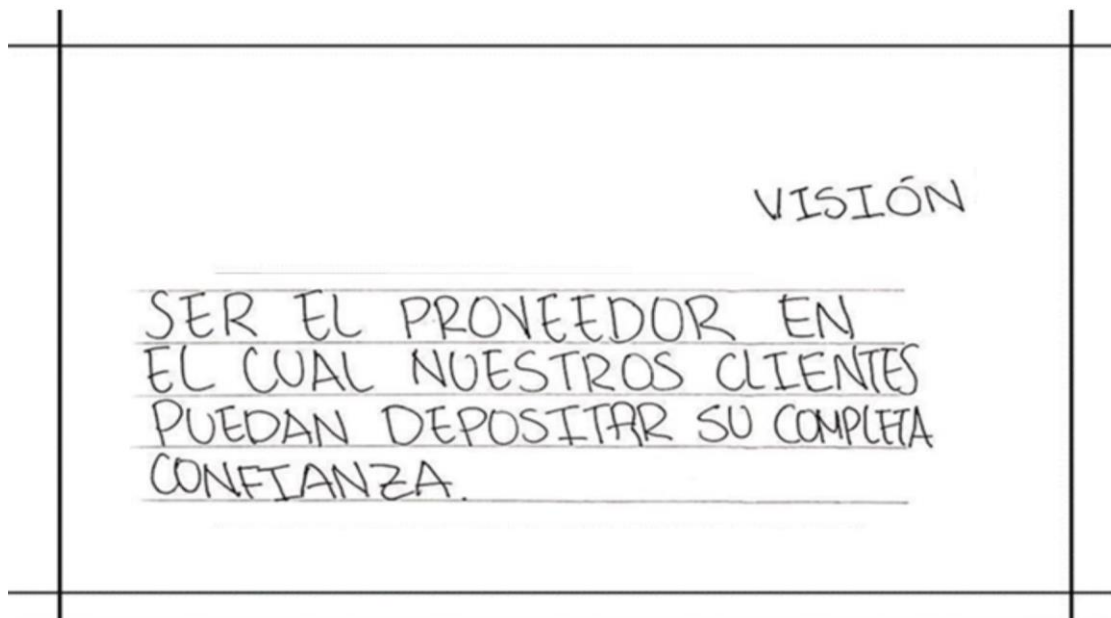 VISIÓN
SER EL PROVEEDOR EN
EL CUAL NUESTROS CLIENTES
PUEDAN DEPOSITAR SU COMPLETA
CONFIANZA.